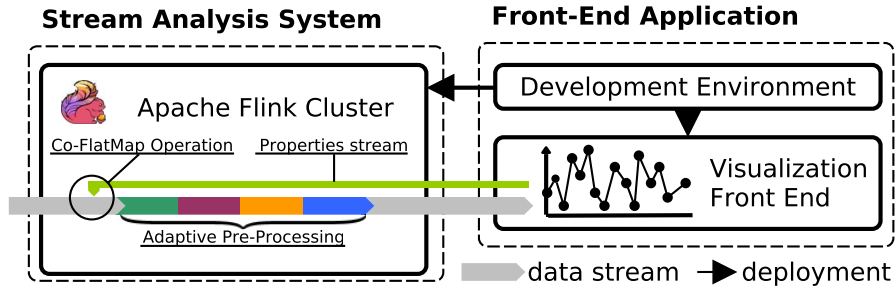 Stream Analysis System
Front-End Application
Apache Flink Cluster
Co-FlatMap Operation
Properties stream
Adaptive Pre-Processing
Development Environment
Visualization
Front End
data stream
deployment